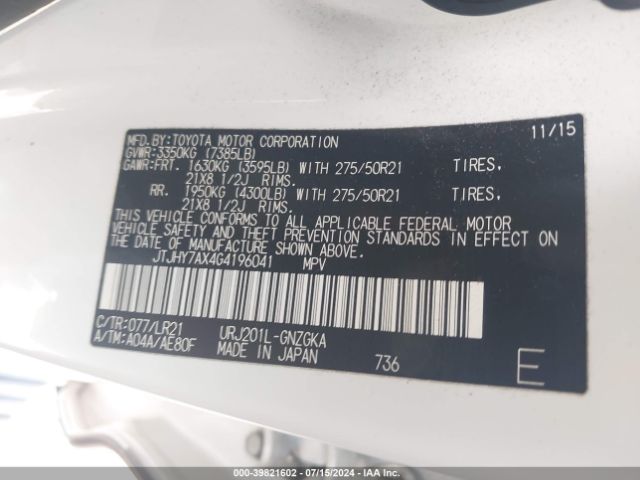 11/15
MFD.BY:TOYOTA MOTOR CORPORATION
GVWR:3350KG (7385LB)
GAWR:FRT. 1630KG (3595LB) WITH 275/50R21 TIRES,
21X8 1/2J RIMS.
RR. 1950KG (4300LB) WITH 275/50R21 TIRES,
21X8 1/2J RIMS.
THIS VEHICLE CONFORMS TO ALL APPLICABLE FEDERAL MOTOR
VEHICLE SAFETY AND THEFT PREVENTION STANDARDS IN EFFECT ON
THE DATE OF MANUFACTURE SHOWN ABOVE.
JTJHY7AX4G4196041 MPV
C/TR:077/LR21 URJ201L-GNZGKA
A/TM:A04A/AE80F MADE IN JAPAN 736 E
000-39821602 - 07/15/2024 - IAA Inc.